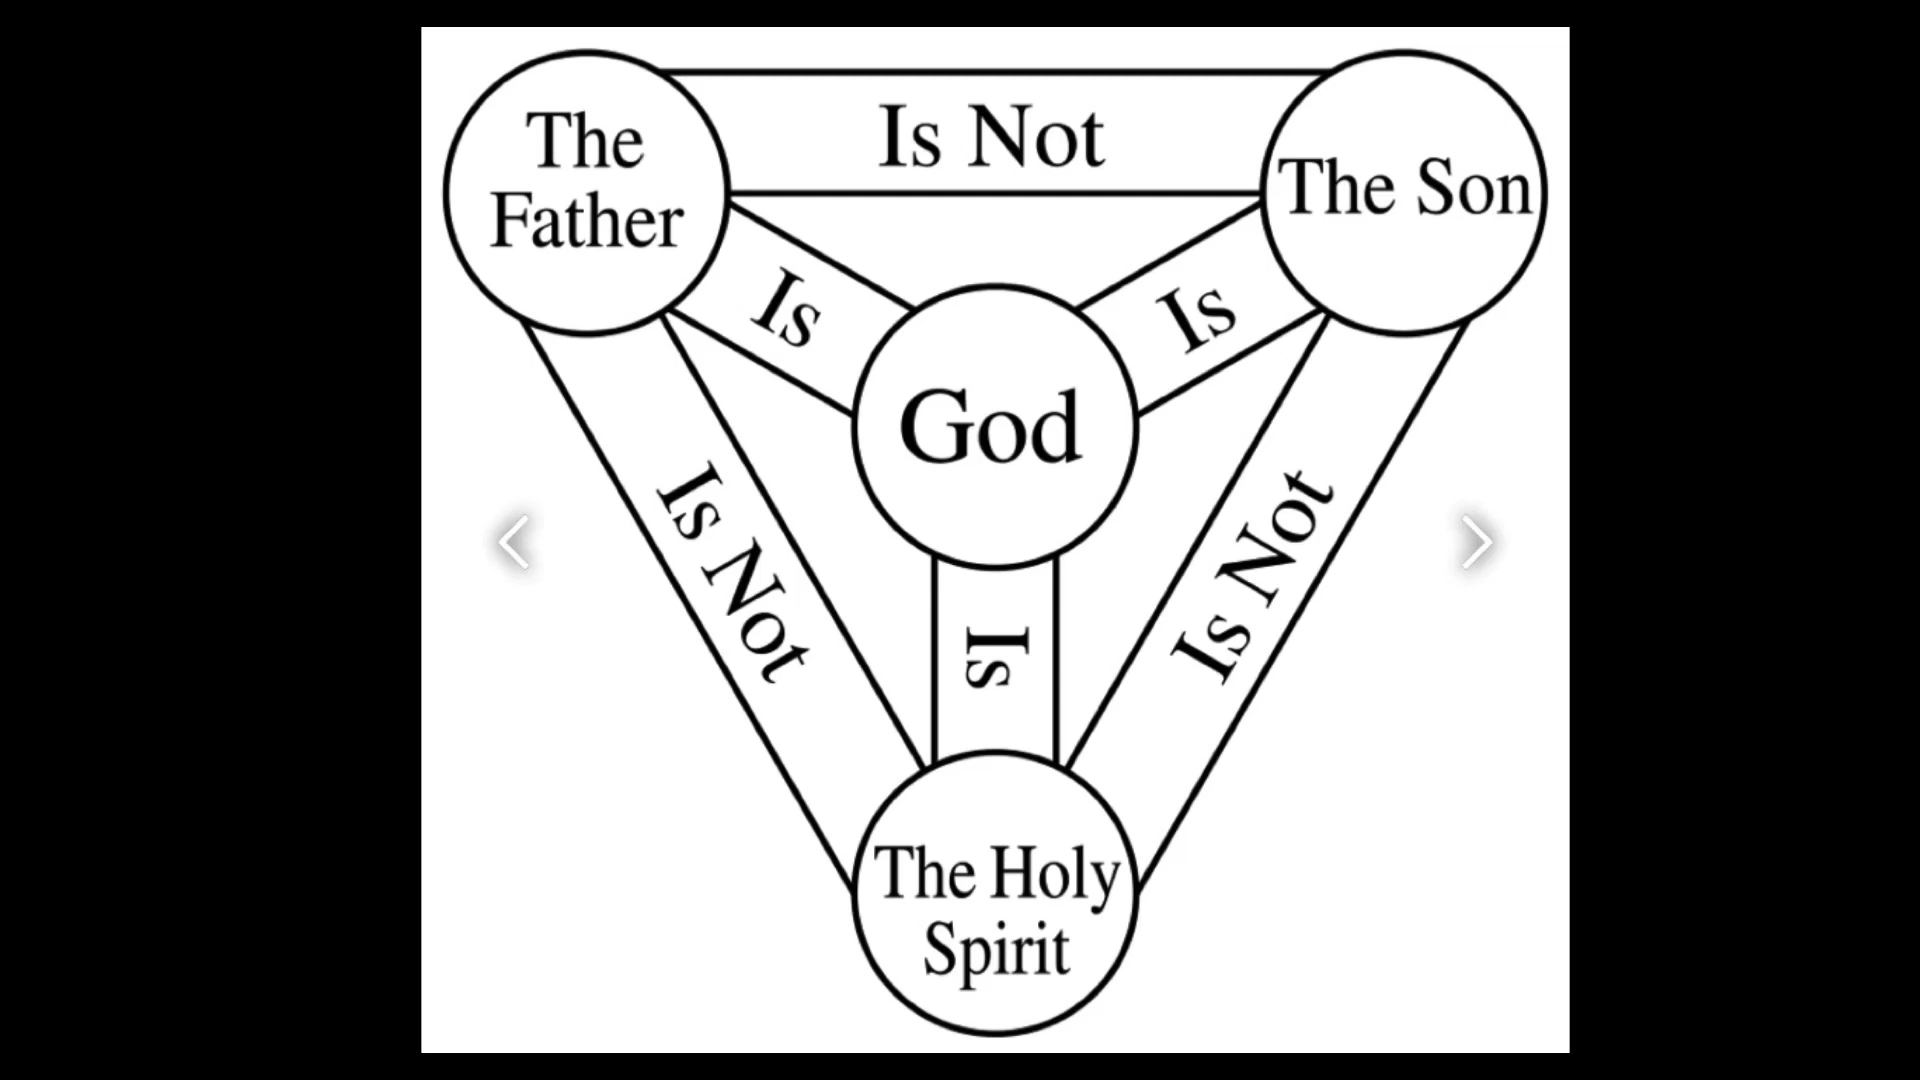 The
Father
Is Not
The Son
Is
Is
God
Is Not
Is
Is Not
The Holy
Spirit